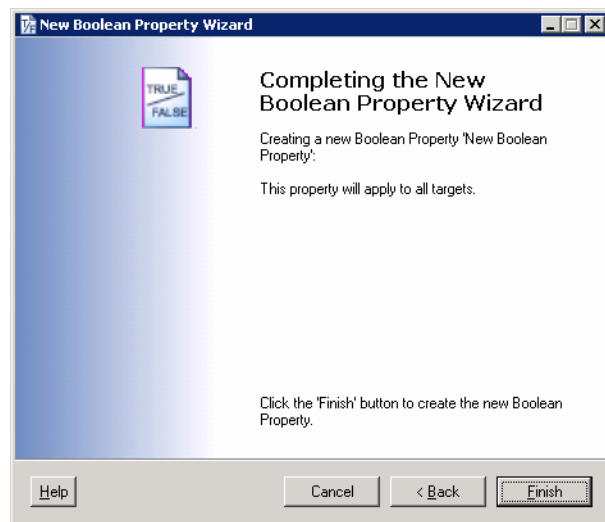 New Boolean Property Wizard
TRUE
FALSE
Completing the New
Boolean Property Wizard
Creating a new Boolean Property 'New Boolean
Property':
This property will apply to all targets.
Click the 'Finish' button to create the new Boolean
Property.
Help
Cancel
< Back
Finish